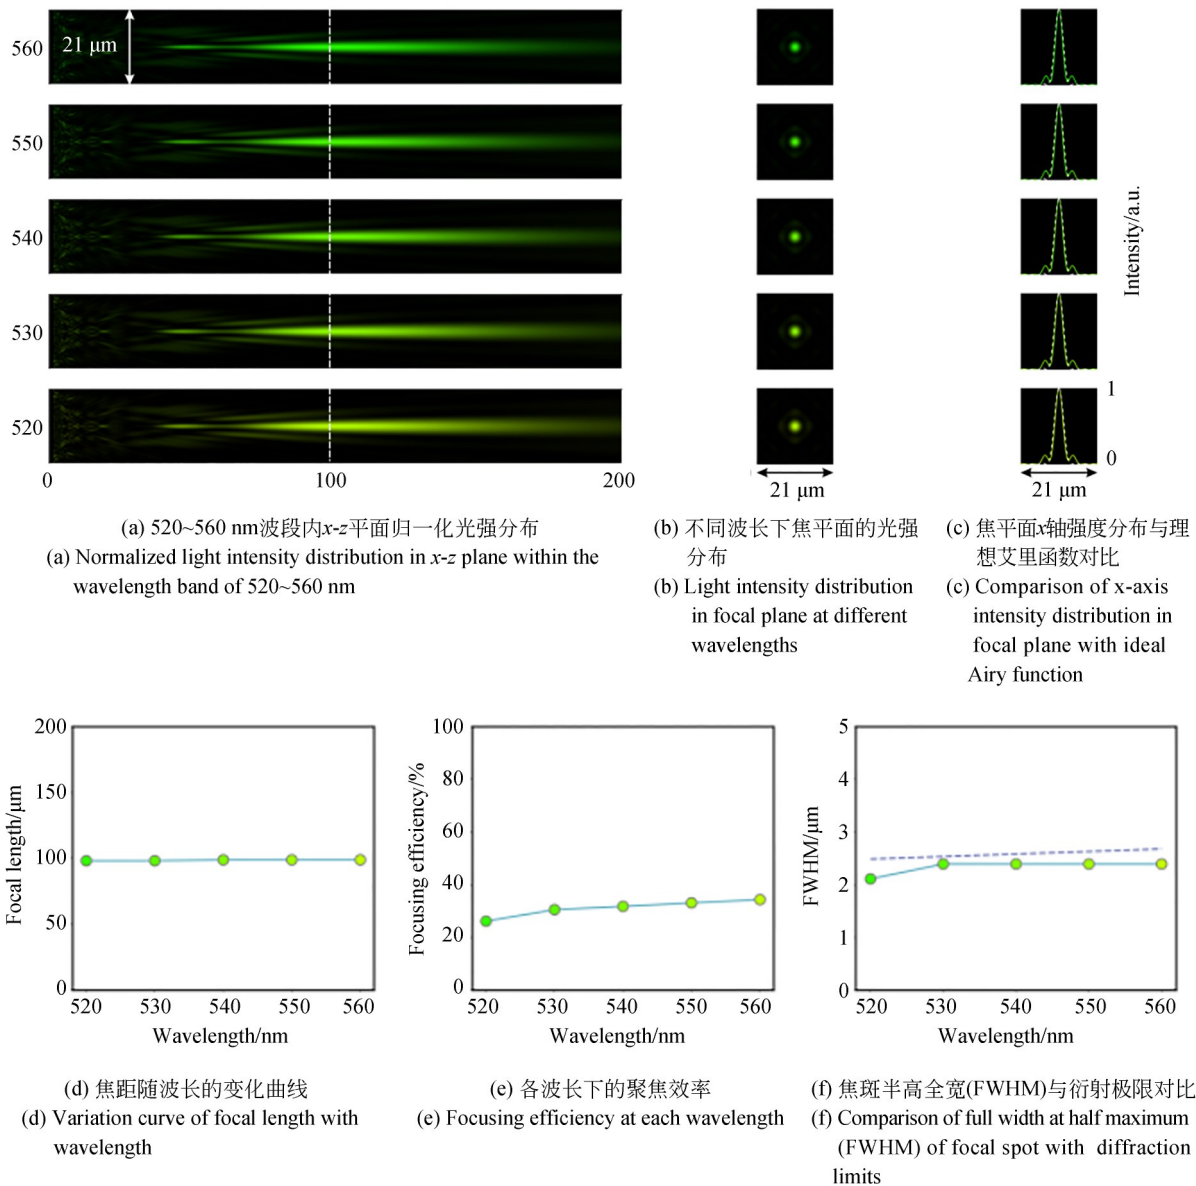 560
21 μm
550
540
530
520
0
100
200
21 μm
Intensity/a.u.
1
0
21 μm
(a) 520~560 nm波段内x-z平面归一化光强分布
(a) Normalized light intensity distribution in x-z plane within the
wavelength band of 520~560 nm
(b) 不同波长下焦平面的光强
分布
(b) Light intensity distribution
in focal plane at different
wavelengths
(c) 焦平面x轴强度分布与理
想艾里函数对比
(c) Comparison of x-axis
intensity distribution in
focal plane with ideal
Airy function
Focal length/μm
200
150
100
50
0
520 530 540 550 560
Wavelength/nm
(d) 焦距随波长的变化曲线
(d) Variation curve of focal length with
wavelength
Focusing efficiency/%
100
80
60
40
20
0
520 530 540 550 560
Wavelength/nm
(e) 各波长下的聚焦效率
(e) Focusing efficiency at each wavelength
FWHM/μm
5
4
3
2
1
0
520 530 540 550 560
Wavelength/nm
(f) 焦斑半高全宽(FWHM)与衍射极限对比
(f) Comparison of full width at half maximum
(FWHM) of focal spot with diffraction
limits